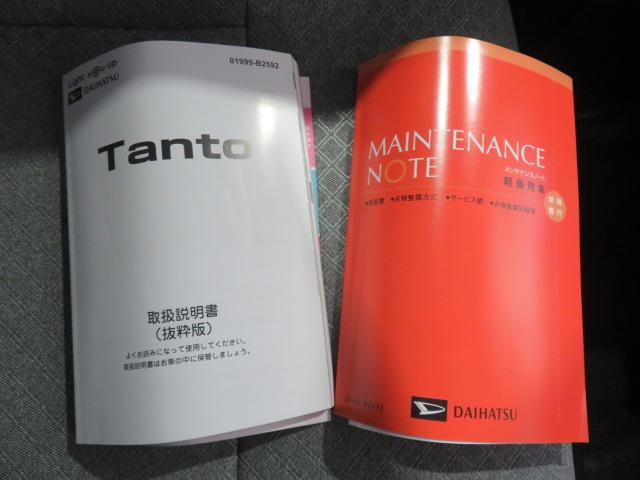 Light y@u up
DAIHATSU
01999-B2592
Tanto
取扱説明書
(抜粋版)
よくお読みになって使用してください。
取扱説明書はお車の中に保管しましょう。
MAINTENANCE
NOTE
メンテナンスノート
軽乗用車
•保証書 •点検整備方式 •サービス網 •点検整備記録簿
DAIHATSU